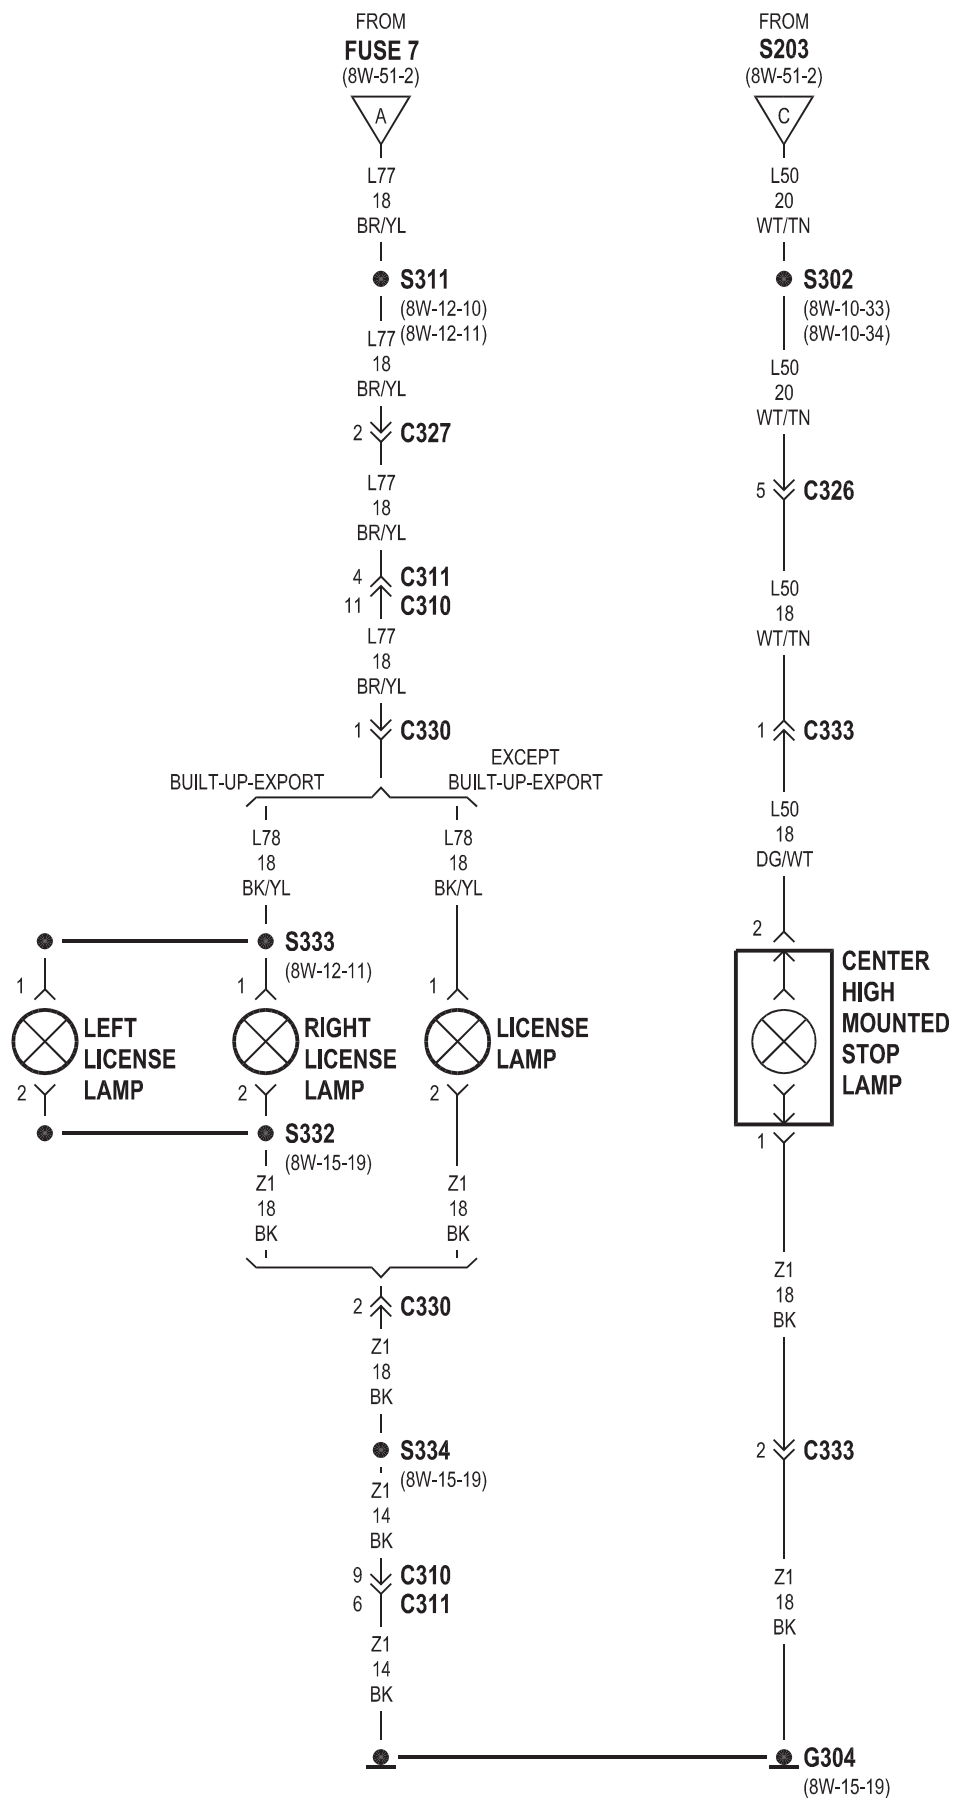 FROM
FUSE 7
(8W-51-2)
A
L77
18
BR/YL
S311
(8W-12-10)
(8W-12-11)
L77
18
BR/YL
2 C327
L77
18
BR/YL
4 C311
11 C310
L77
18
BR/YL
1 C330
BUILT-UP-EXPORT
EXCEPT
BUILT-UP-EXPORT
L78
18
BK/YL
L78
18
BK/YL
S333
(8W-12-11)
1
1
1
LEFT
LICENSE
LAMP
RIGHT
LICENSE
LAMP
LICENSE
LAMP
2
2
2
S332
(8W-15-19)
Z1
18
BK
Z1
18
BK
2 C330
Z1
18
BK
S334
(8W-15-19)
Z1
14
BK
9 C310
6 C311
Z1
14
BK
FROM
S203
(8W-51-2)
C
L50
20
WT/TN
S302
(8W-10-33)
(8W-10-34)
L50
20
WT/TN
5 C326
L50
18
WT/TN
1 C333
L50
18
DG/WT
2
CENTER
HIGH
MOUNTED
STOP
LAMP
1
Z1
18
BK
2 C333
Z1
18
BK
G304
(8W-15-19)